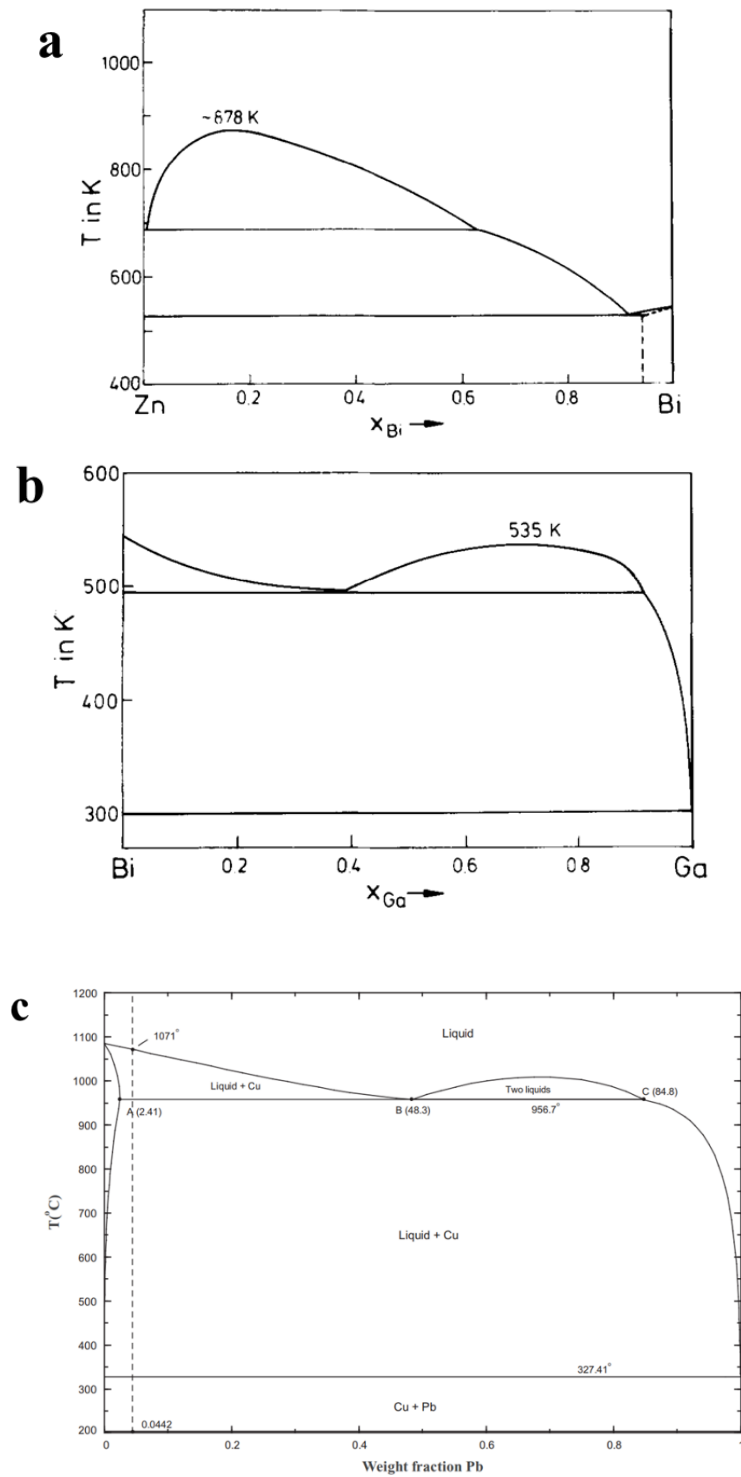 a
1000
~878 K
800
T in K
600
400
Zn
0.2
0.4
0.6
0.8
Bi
xBi
b
600
535 K
500
T in K
400
300
Bi
0.2
0.4
0.6
0.8
Ga
xGa
c
1200
1071°
1100
Liquid
1000
Liquid + Cu
Two liquids
C (84.8)
A (2.41)
B (48.3)
956.7°
900
800
T(°C)
700
Liquid + Cu
600
500
400
327.41°
300
Cu + Pb
0.0442
200
0
0.2
0.4
0.6
0.8
1
Weight fraction Pb